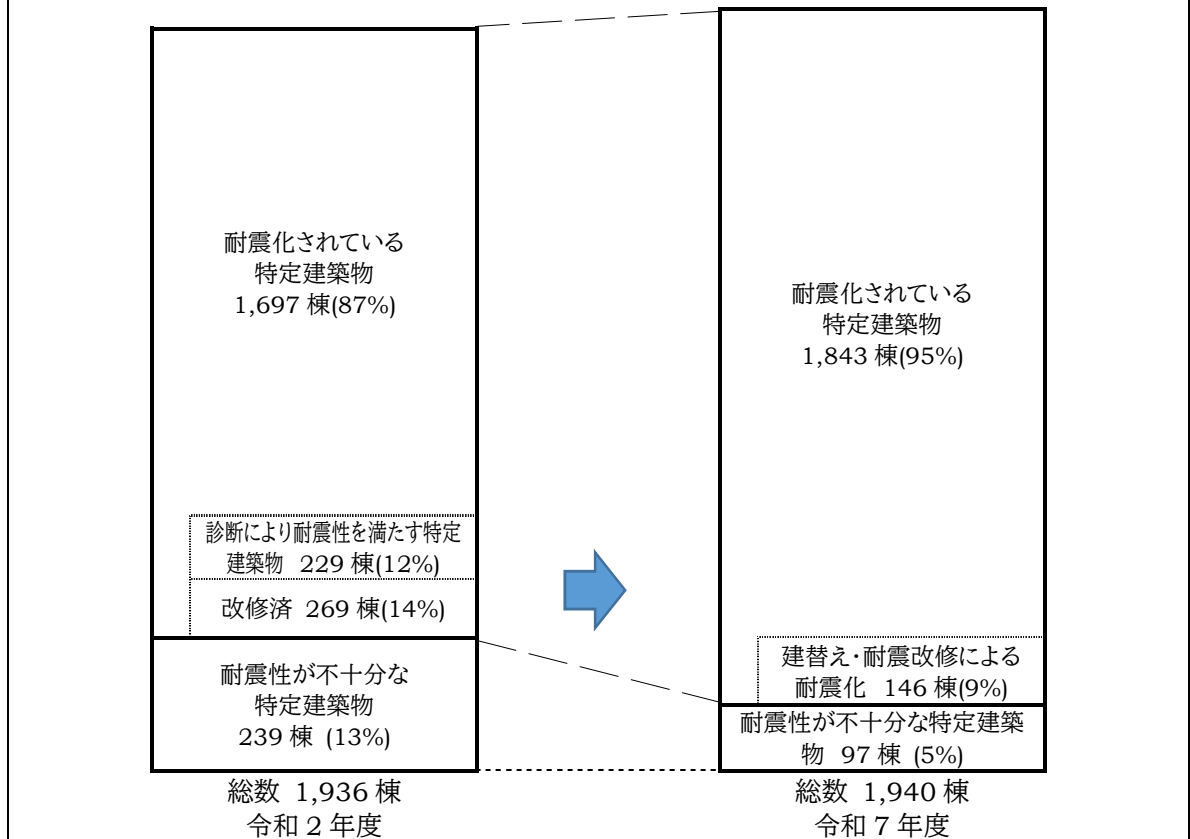 耐震化されている
特定建築物
1,697 棟(87%)
診断により耐震性を満たす特定
建築物 229 棟(12%)
改修済 269 棟(14%)
耐震性が不十分な
特定建築物
239 棟 (13%)
総数 1,936 棟
令和 2 年度
耐震化されている
特定建築物
1,843 棟(95%)
建替え・耐震改修による
耐震化 146 棟(9%)
耐震性が不十分な特定建築
物 97 棟 (5%)
総数 1,940 棟
令和 7 年度